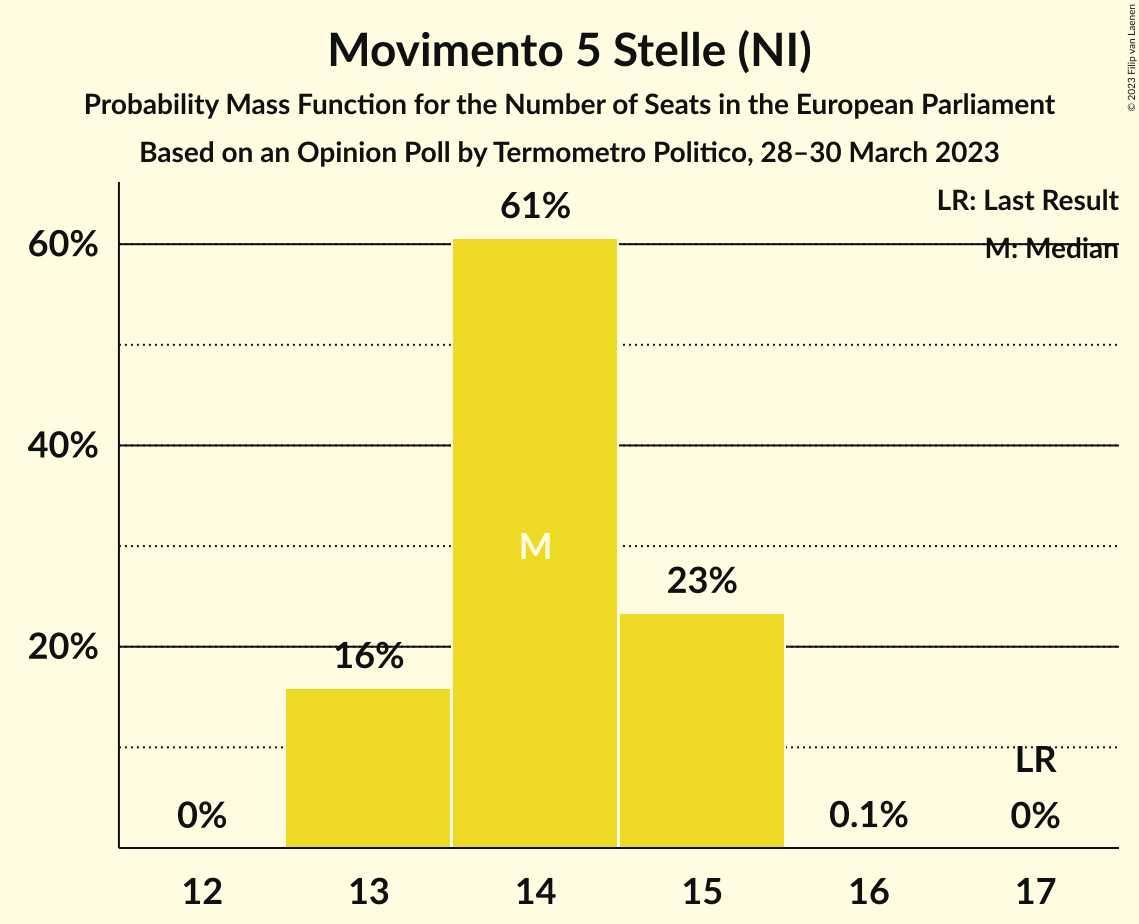 Movimento 5 Stelle (NI)
Probability Mass Function for the Number of Seats in the European Parliament
Based on an Opinion Poll by Termometro Politico, 28–30 March 2023
© 2023 Filip van Laenen
LR: Last Result
M: Median
60%
40%
20%
61%
M
23%
16%
LR
0%
0.1%
0%
12 13 14 15 16 17